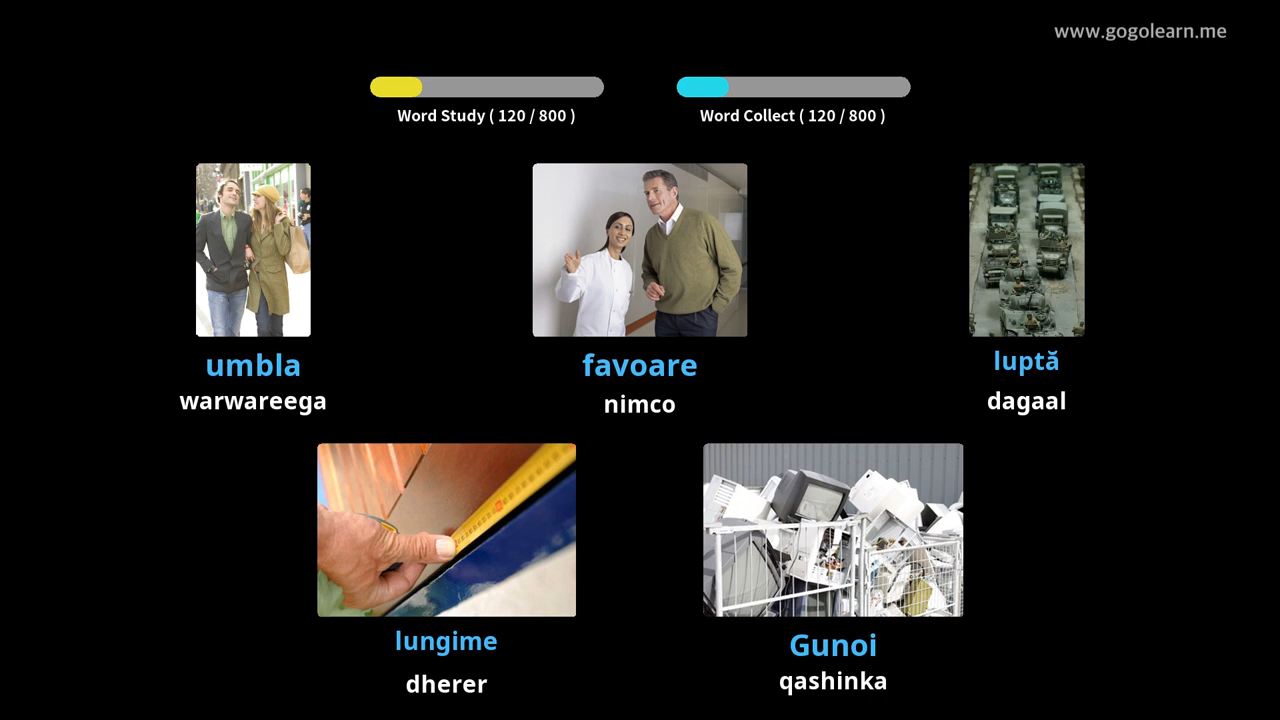 www.gogolearn.me
Word Study ( 120 / 800 )
Word Collect ( 120 / 800 )
umbla
warwareega
favoare
nimco
luptă
dagaal
lungime
dherer
Gunoi
qashinka